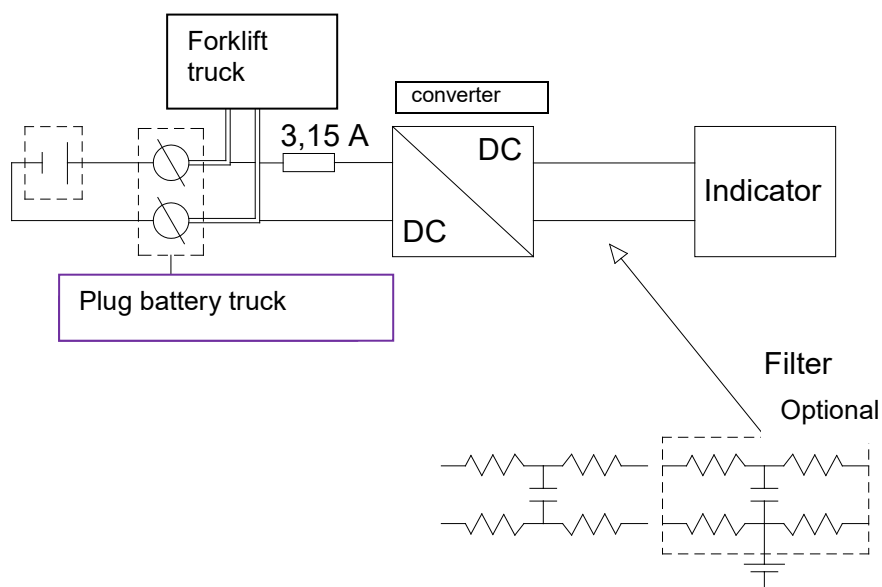 Forklift
truck
converter
3,15 A
DC
DC
Indicator
Plug battery truck
Filter
Optional